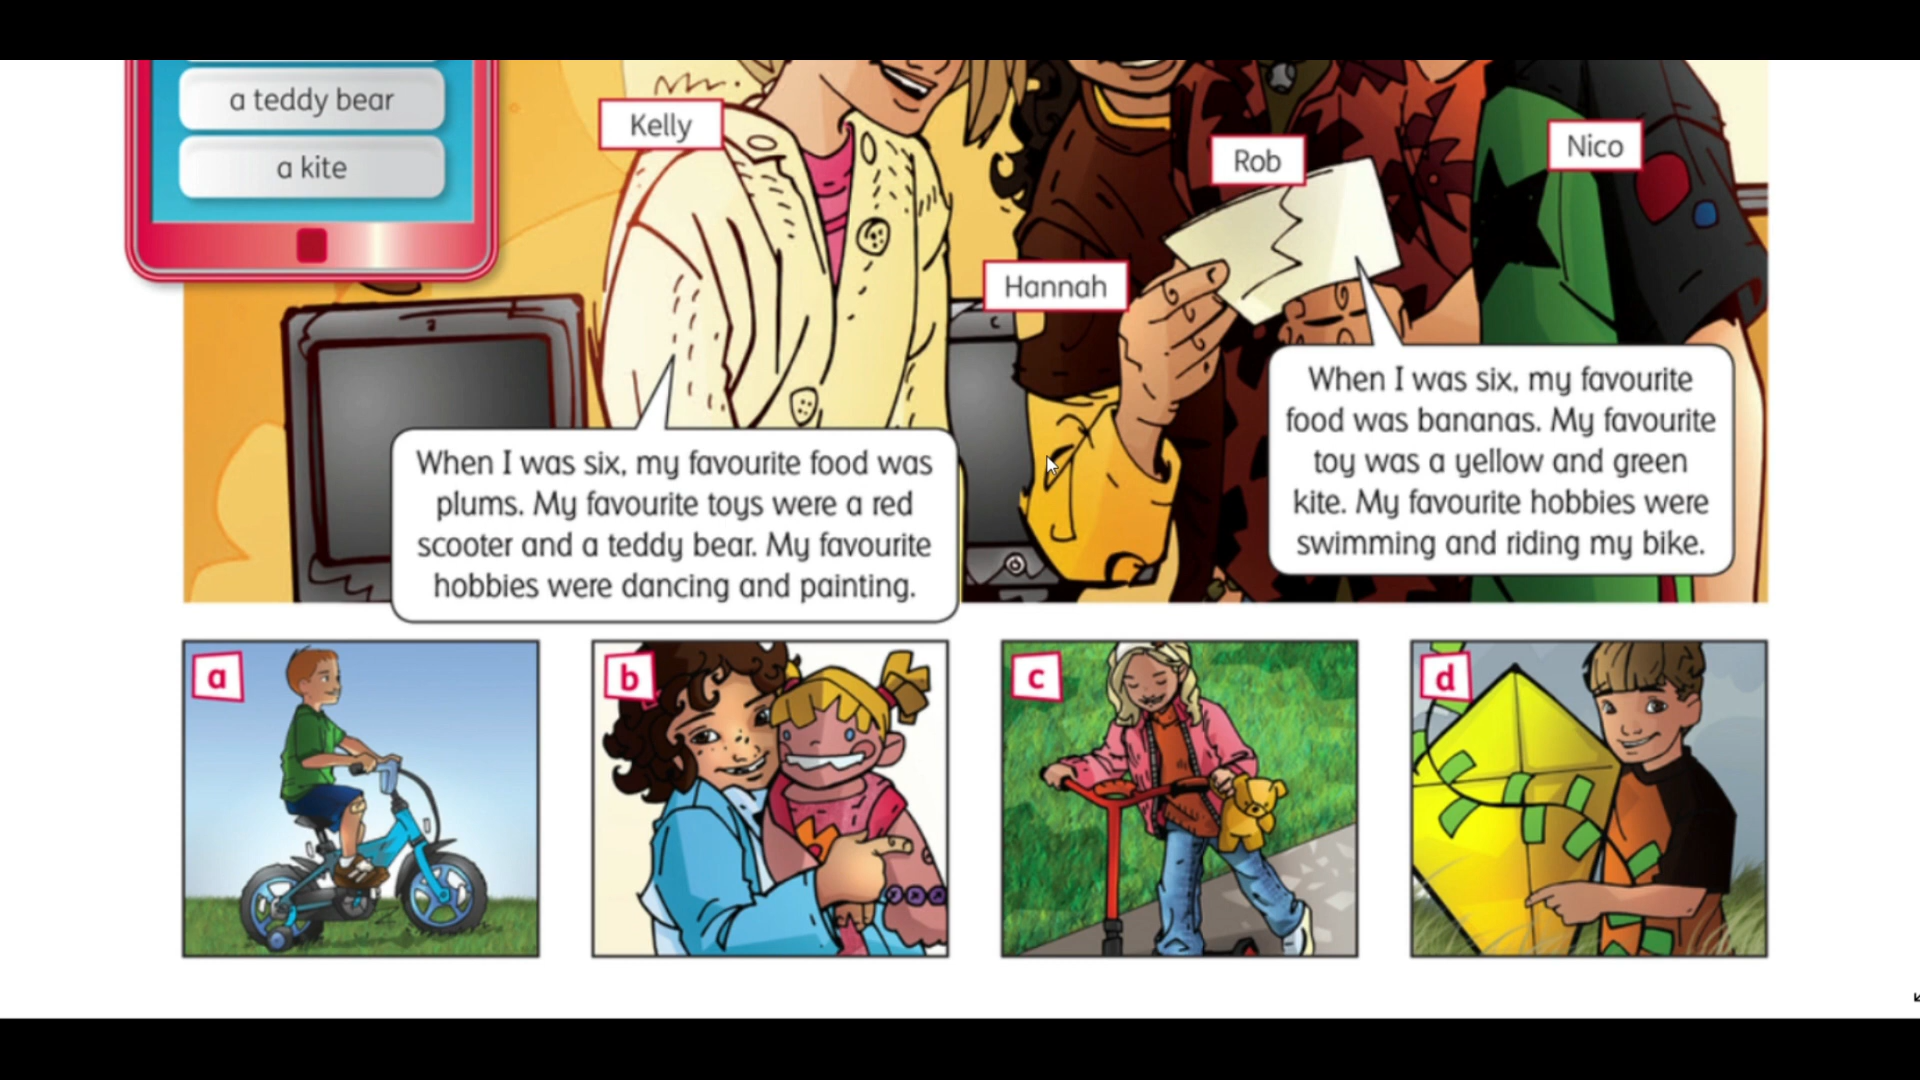 a teddy bear
a kite
Kelly
Rob
Nico
Hannah
When I was six, my favourite food was
plums. My favourite toys were a red
scooter and a teddy bear. My favourite
hobbies were dancing and painting.
When I was six, my favourite
food was bananas. My favourite
toy was a yellow and green
kite. My favourite hobbies were
swimming and riding my bike.
a
b
c
d